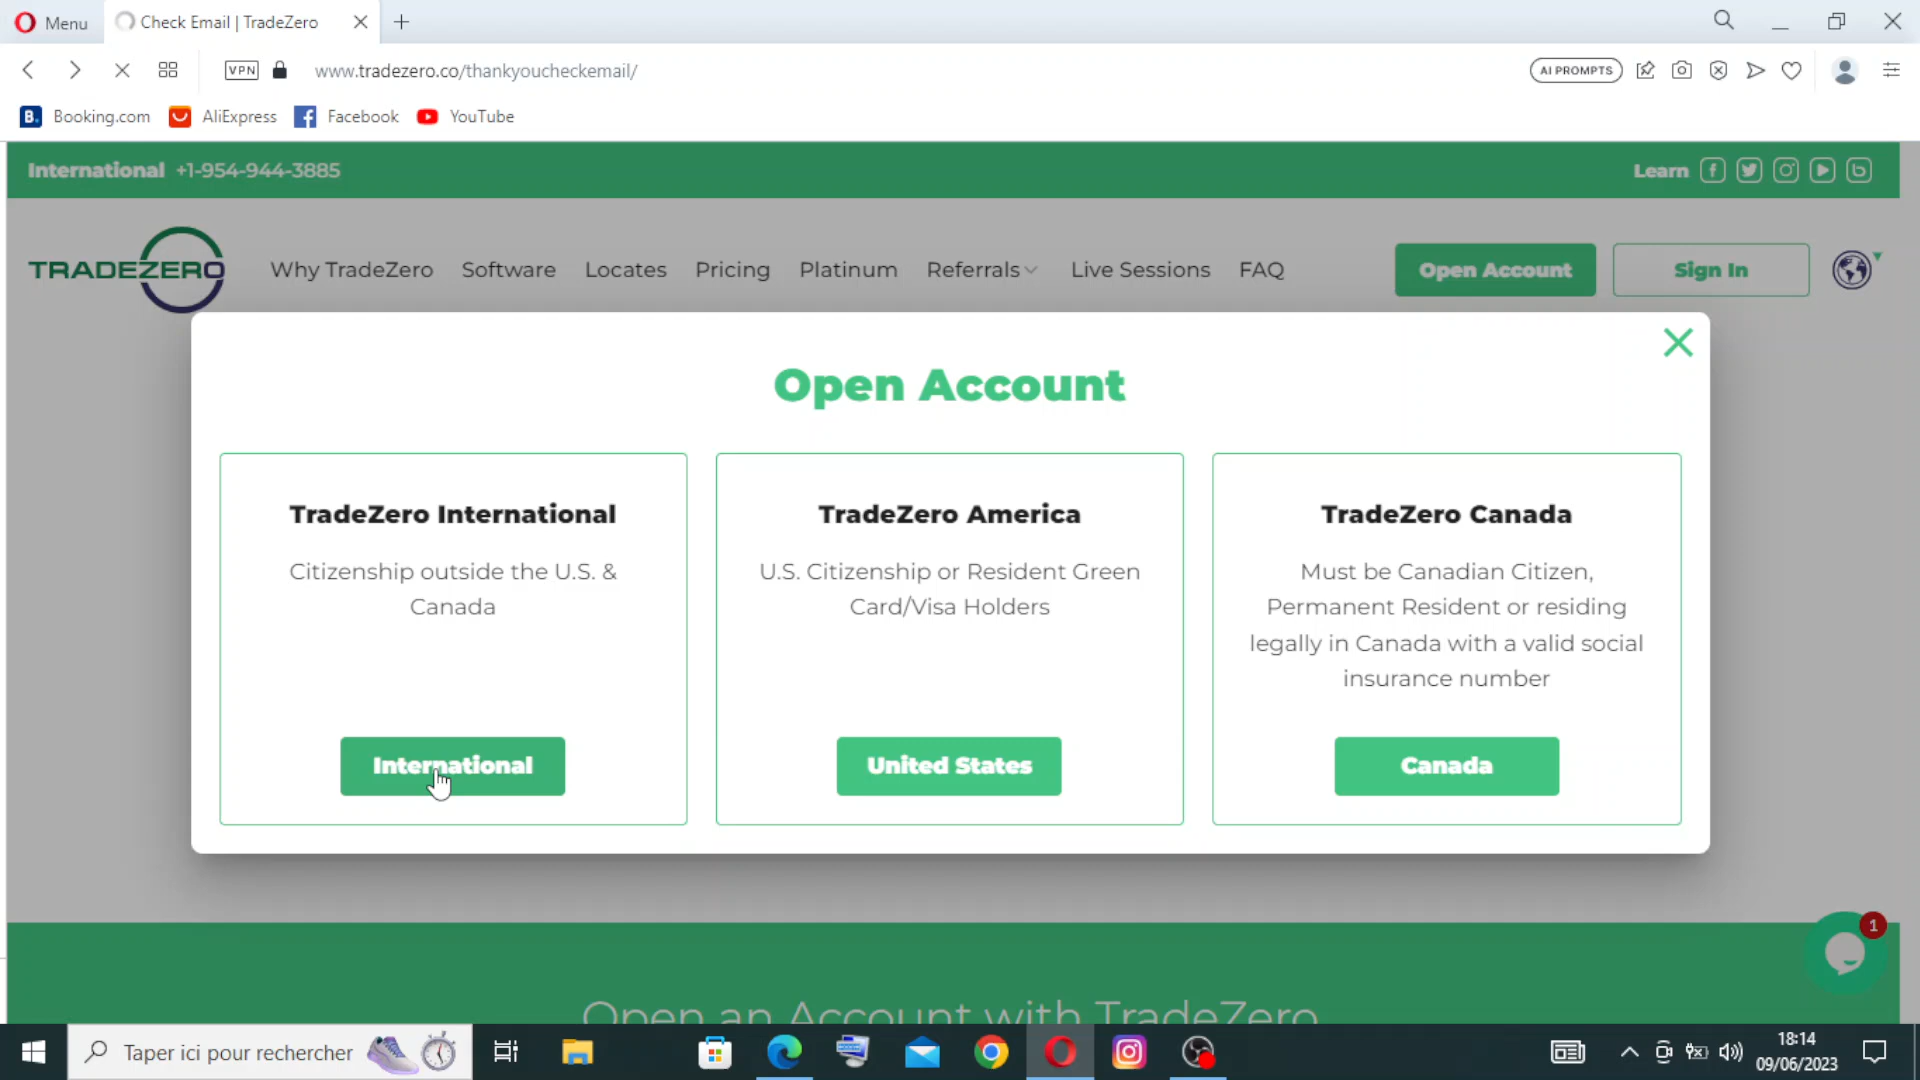 Menu
Check Email | TradeZero
VPN
www.tradezero.co/thankyoucheckemail/
AI PROMPTS
B. Booking.com AliExpress Facebook YouTube
International +1-954-944-3885
Learn
TRADEZERO
Why TradeZero Software Locates Pricing Platinum Referrals Live Sessions FAQ
Open Account
Sign In
Open Account
TradeZero International
Citizenship outside the U.S. &
Canada
International
TradeZero America
U.S. Citizenship or Resident Green
Card/Visa Holders
United States
TradeZero Canada
Must be Canadian Citizen,
Permanent Resident or residing
legally in Canada with a valid social
insurance number
Canada
1
Open an Account with TradeZero
Taper ici pour rechercher
18:14
09/06/2023